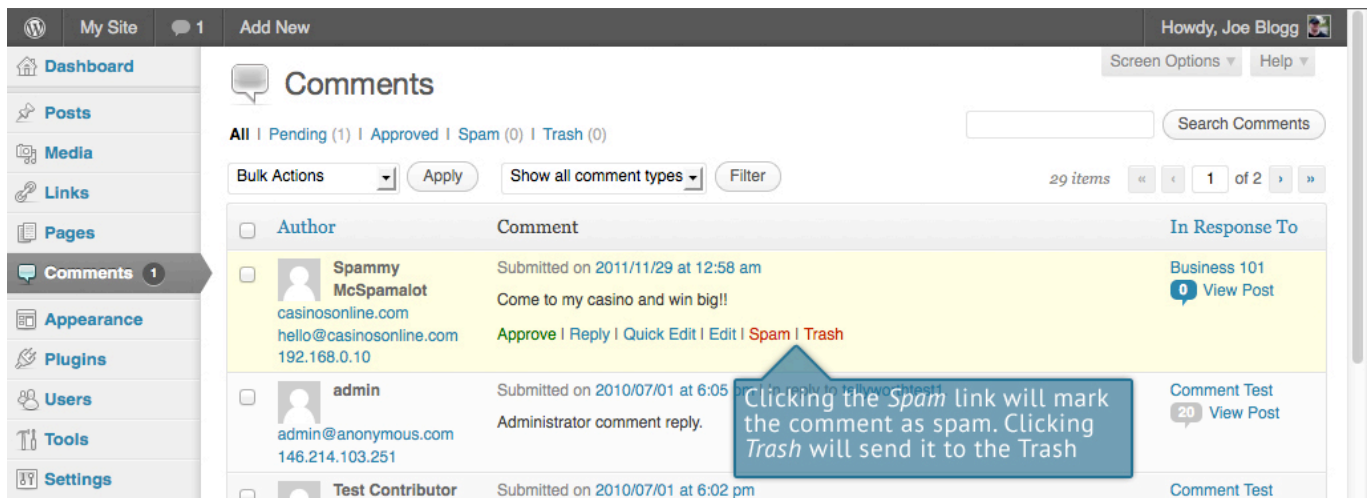 My Site 1 Add New Howdy, Joe Blogg
Dashboard
Posts
Media
Links
Pages
Comments 1
Appearance
Plugins
Users
Tools
Settings
Screen Options Help
Comments
All | Pending (1) | Approved | Spam (0) | Trash (0)
Search Comments
Bulk Actions Apply Show all comment types Filter 29 items « ‹ 1 of 2 › »
Author Comment In Response To
Spammy
McSpamalot
casinosonline.com
hello@casinosonline.com
192.168.0.10
Submitted on 2011/11/29 at 12:58 am
Come to my casino and win big!!
Approve | Reply | Quick Edit | Edit | Spam | Trash
Business 101
0 View Post
admin
admin@anonymous.com
146.214.103.251
Submitted on 2010/07/01 at 6:05 pm | In reply to tellyworthtest1
Administrator comment reply.
Clicking the Spam link will mark
the comment as spam. Clicking
Trash will send it to the Trash
Comment Test
20 View Post
Test Contributor
Submitted on 2010/07/01 at 6:02 pm
Comment Test